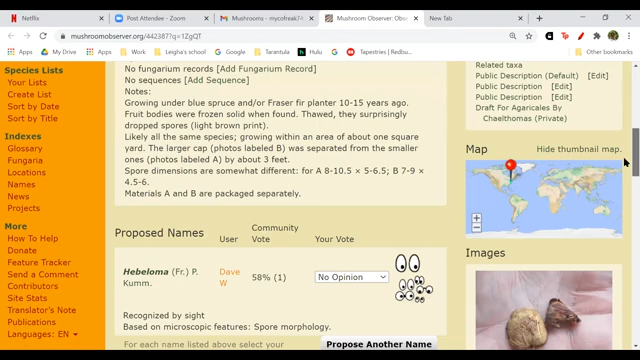 Netflix
Post Attendee - Zoom
Mushrooms - mycofreak74
Mushroom Observer: Obs
New Tab
mushroomobserver.org/442387?q=1ZgQT
Apps
Work
Leigha's Group
Tarantula
Hulu
G
Tapestries | Redbu...
Other bookmarks
Species Lists
Your Lists
Create List
Sort by Date
Sort by Title
Indexes
Glossary
Fungaria
Locations
Names
News
Projects
More
How To Help
Donate
Feature Tracker
Send a Comment
Contributors
Site Stats
Translator's Note
Publications
Languages: EN
No fungarium records [Add Fungarium Record]
No sequences [Add Sequence]
Notes:
Growing under blue spruce and/or Fraser fir planter 10-15 years ago.
Fruit bodies were frozen solid when found. Thawed, they surprisingly
dropped spores (light brown print).
Likely all the same species; growing within an area of about one square
yard. The larger cap (photos labeled B) was separated from the smaller
ones (photos labeled A) by about 3 feet.
Spore dimensions are somewhat different: for A 8-10.5 × 5-6.5; B 7-9 ×
4.5-6.
Materials A and B are packaged separately.
Proposed Names
User
Community
Vote
Your Vote
Hebeloma (Fr.) P.
Kumm.
Dave
W
58% (1)
No Opinion
Recognized by sight
Based on microscopic features: Spore morphology.
For each name listed above select your
Propose Another Name
Related taxa
Public Description (Default) [Edit]
Public Description [Edit]
Public Description [Edit]
Draft For Agaricales By
Chaelthomas (Private)
Map
Hide thumbnail map.
Images